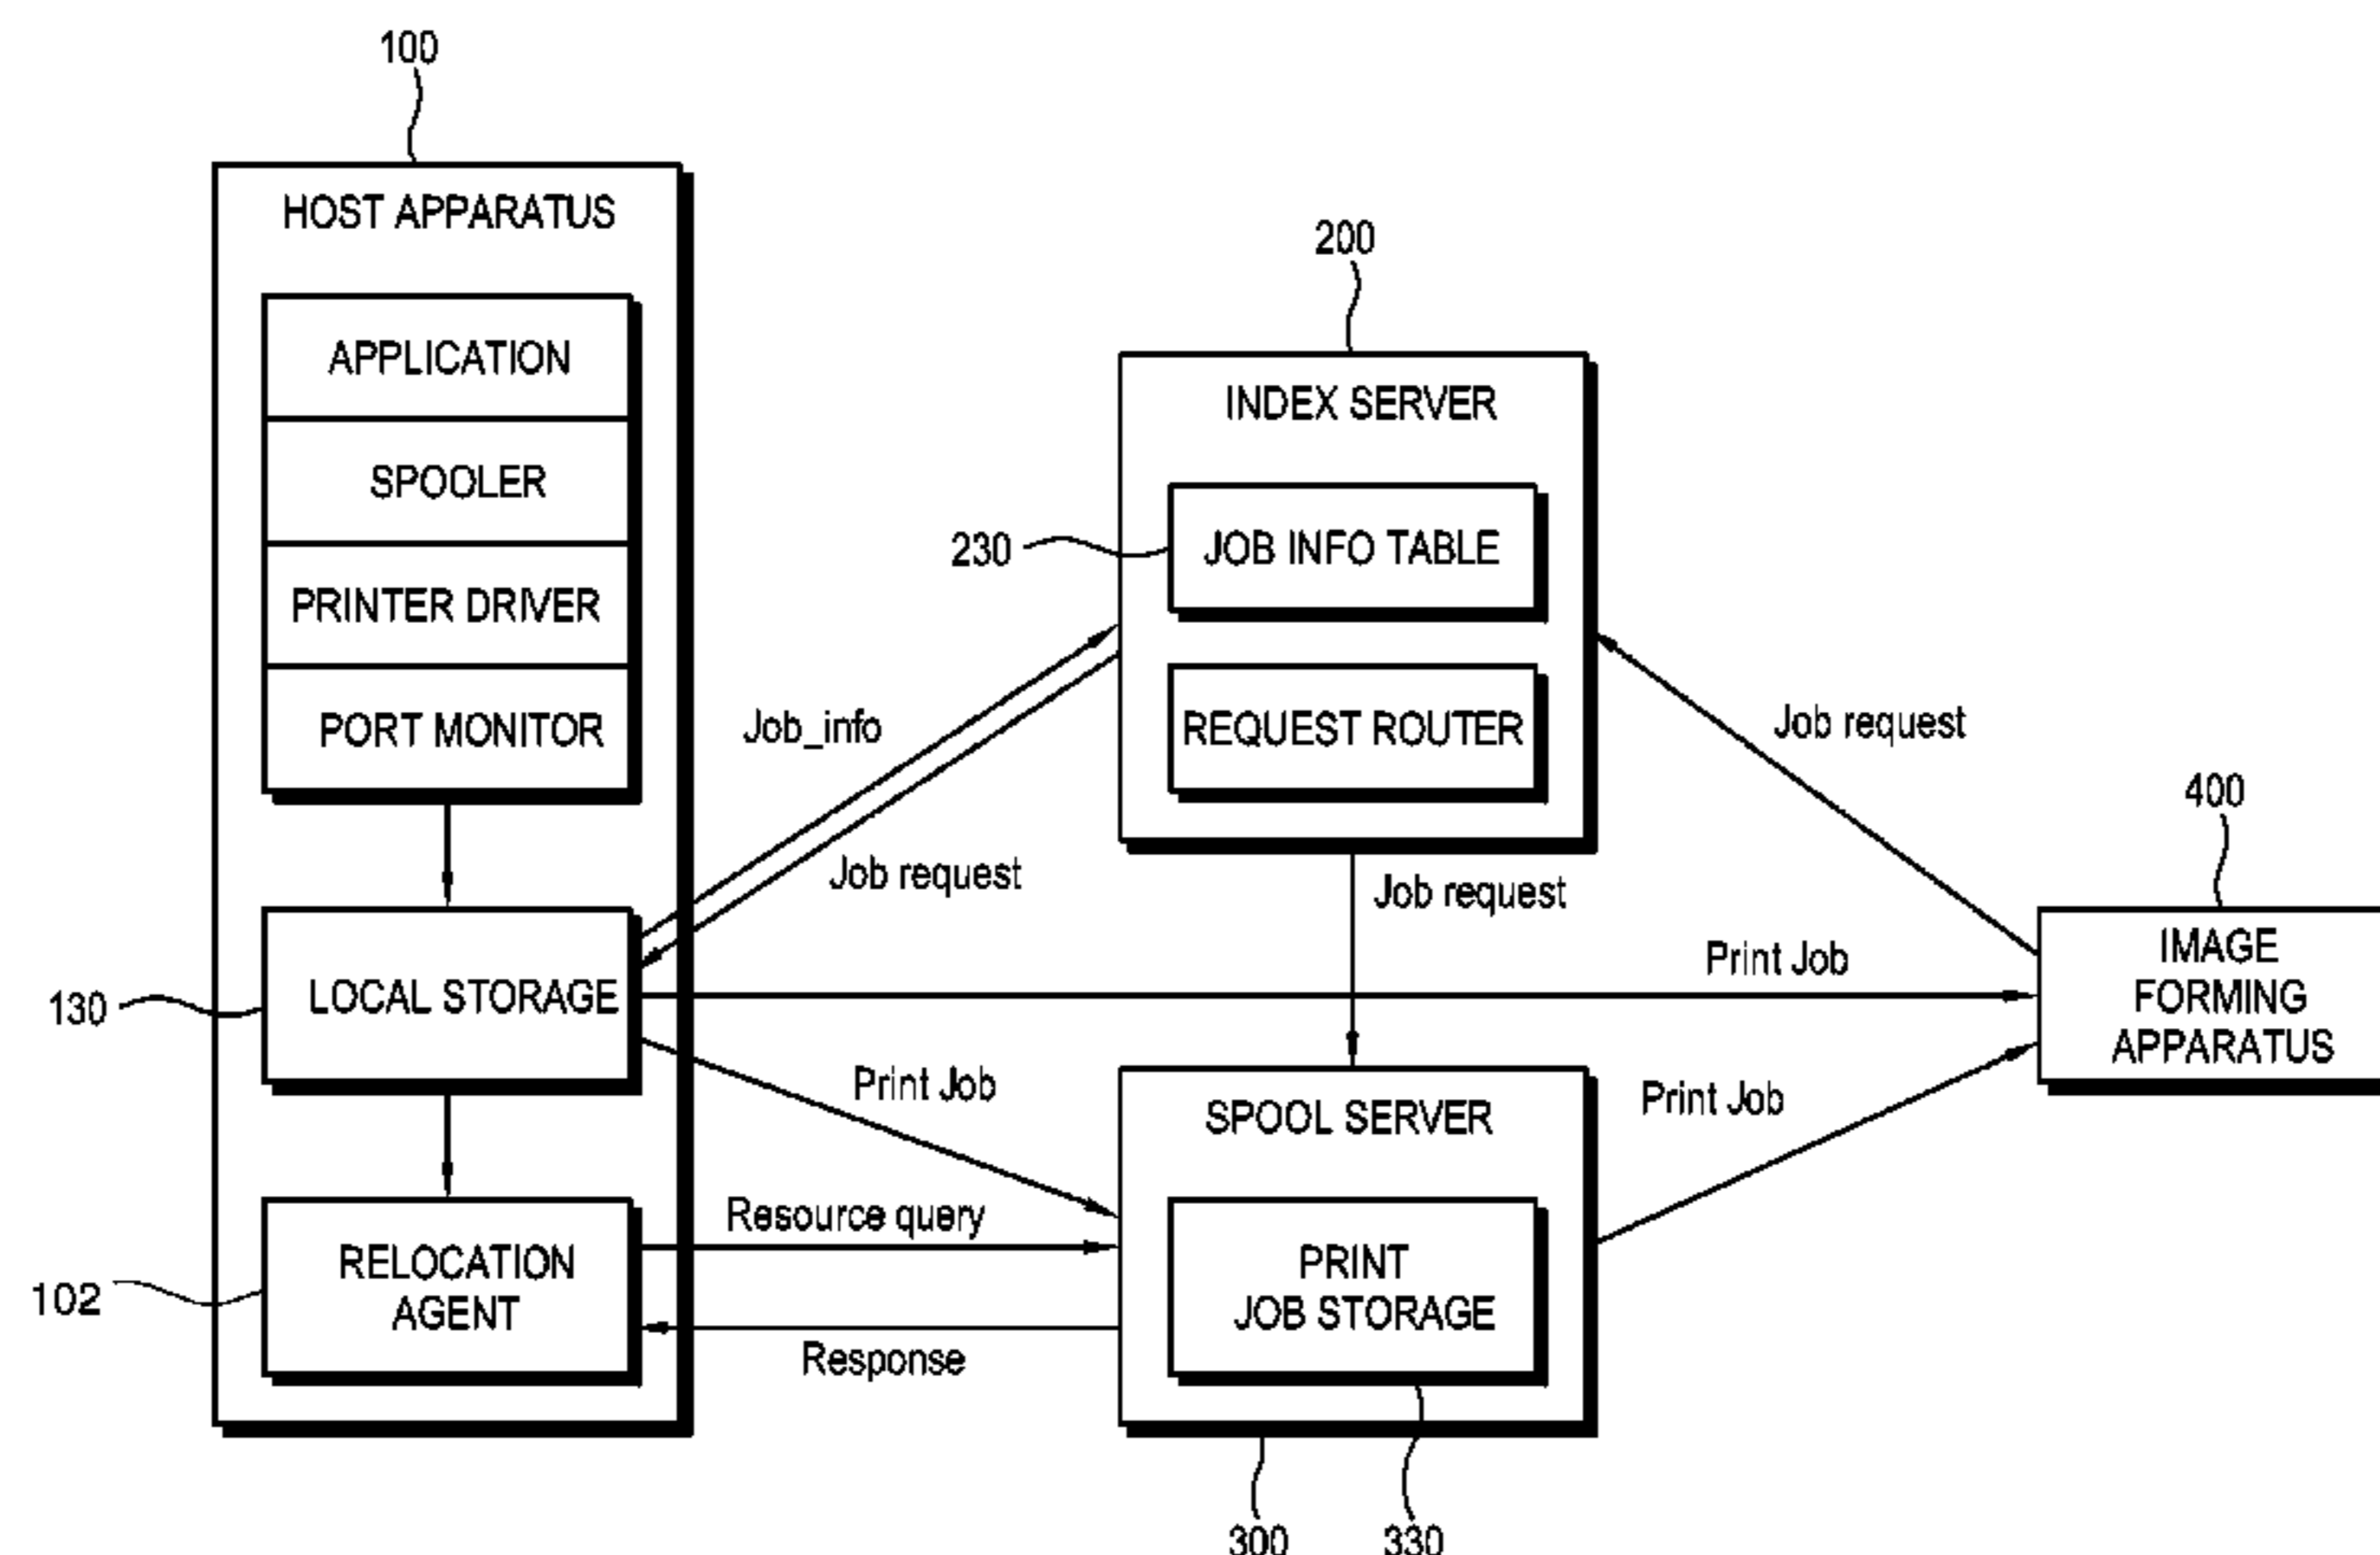 100
HOST APPARATUS
APPLICATION
SPOOLER
PRINTER DRIVER
PORT MONITOR
130
LOCAL STORAGE
102
RELOCATION
AGENT
Job_info
Job request
Print Job
Resource query
Response
200
INDEX SERVER
230
JOB INFO TABLE
REQUEST ROUTER
Job request
SPOOL SERVER
PRINT
JOB STORAGE
300
330
Job request
Print Job
Print Job
400
IMAGE
FORMING
APPARATUS